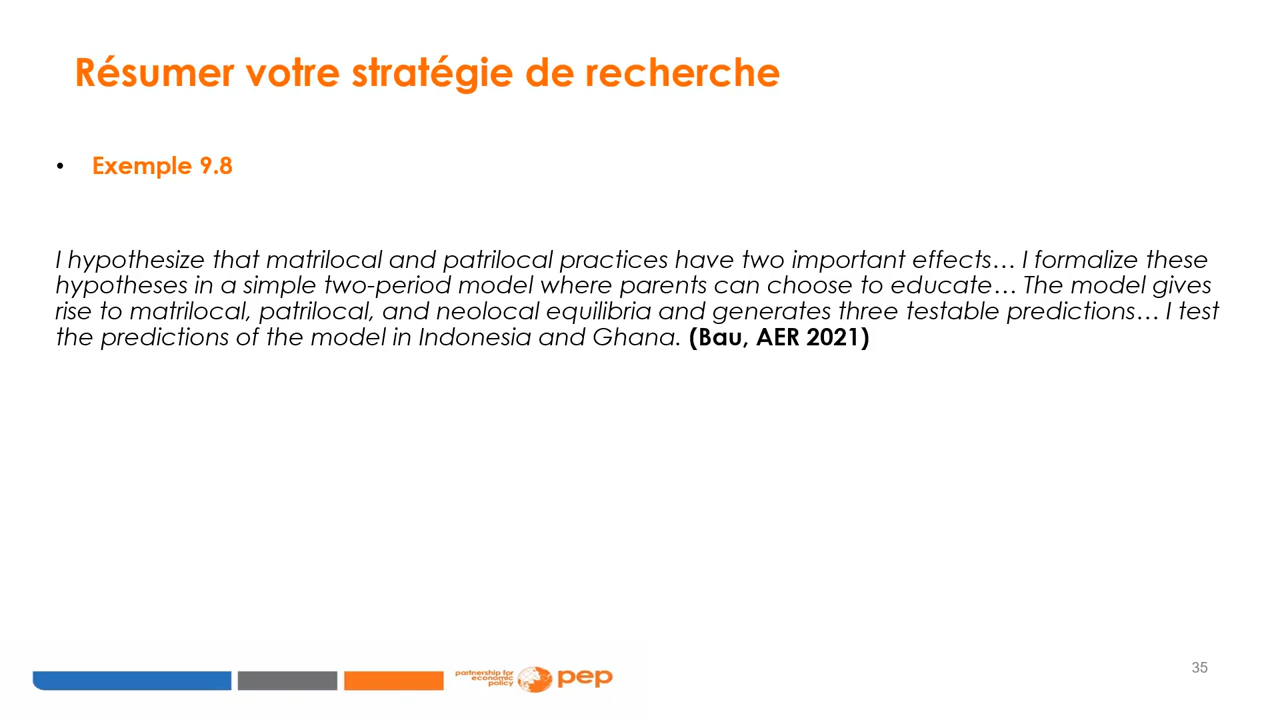 Résumer votre stratégie de recherche
• Exemple 9.8
I hypothesize that matrilocal and patrilocal practices have two important effects… I formalize these
hypotheses in a simple two-period model where parents can choose to educate… The model gives
rise to matrilocal, patrilocal, and neolocal equilibria and generates three testable predictions… I test
the predictions of the model in Indonesia and Ghana. (Bau, AER 2021)
partnership for
economic
policy
pep
35